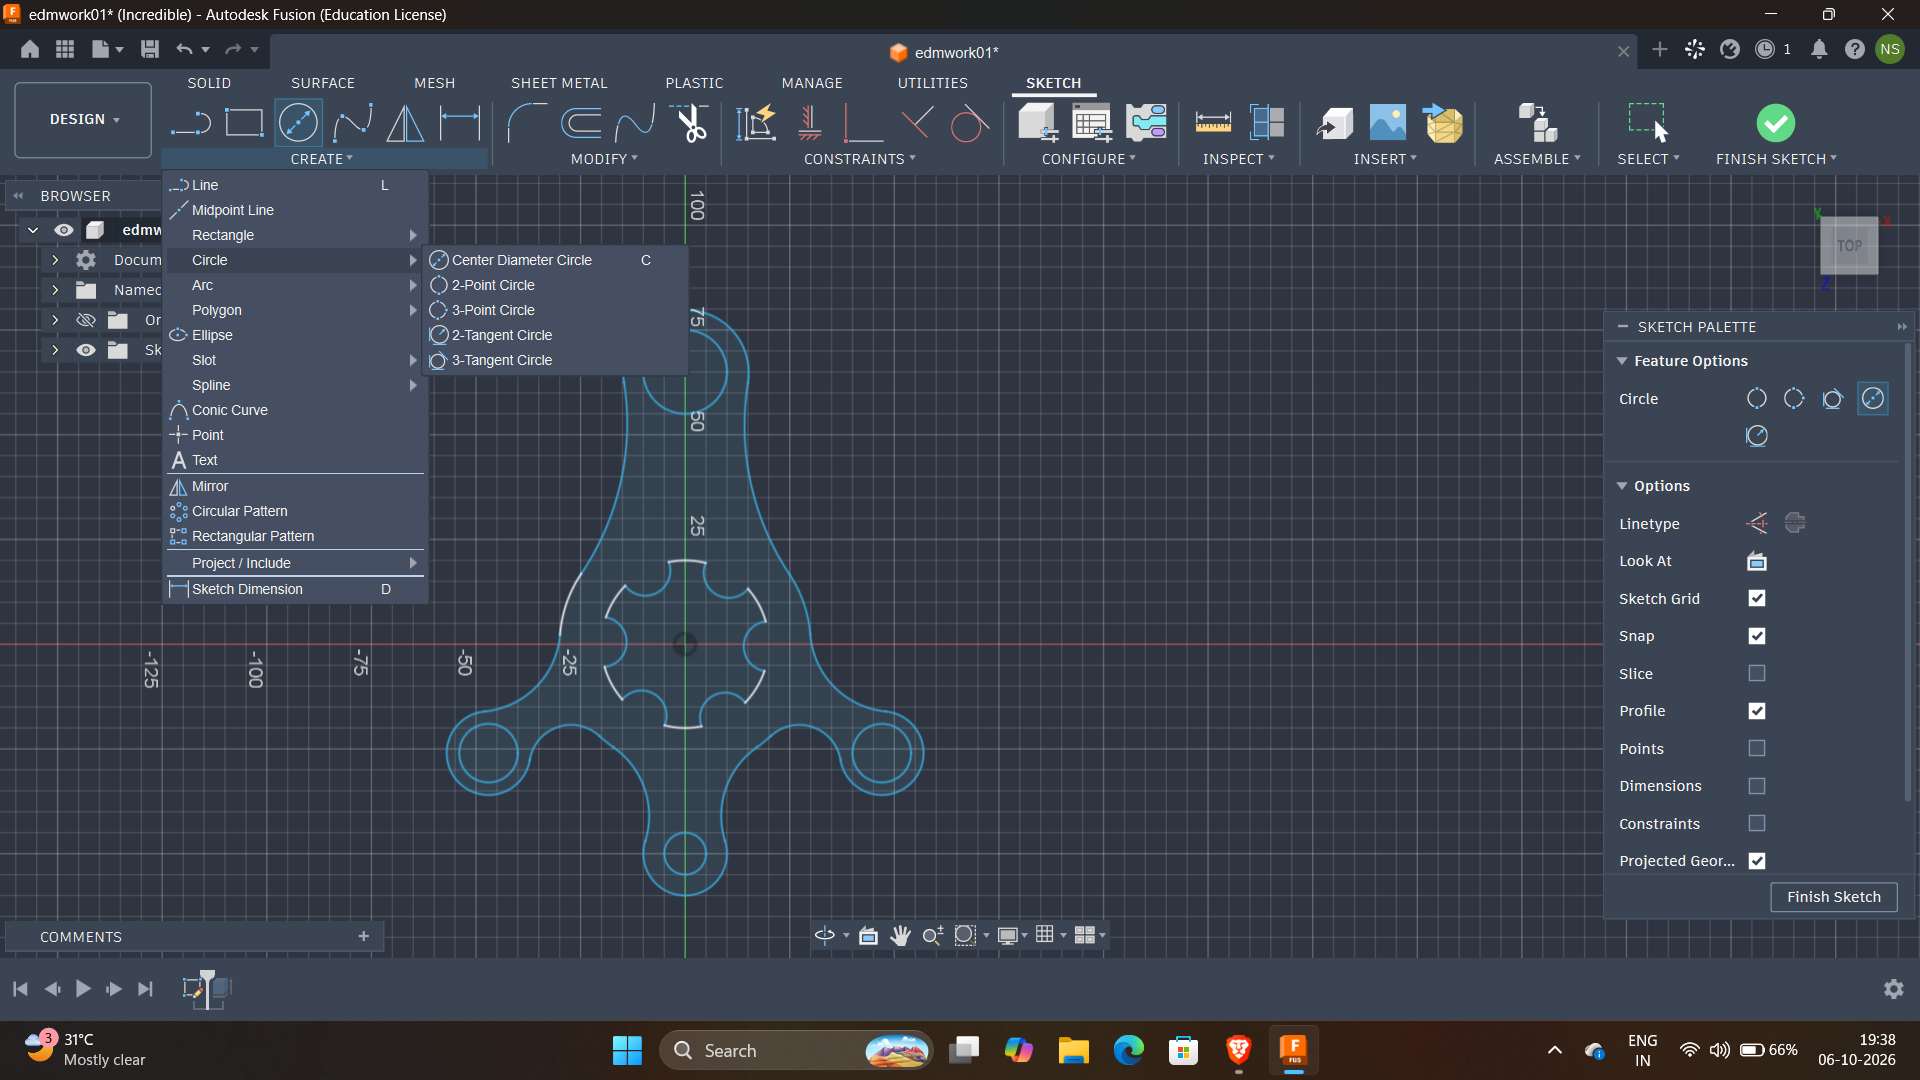 edmwork01* (Incredible) - Autodesk Fusion (Education License)
edmwork01*
1
NS
DESIGN
SOLID
SURFACE
MESH
SHEET METAL
PLASTIC
MANAGE
UTILITIES
SKETCH
CREATE
MODIFY
CONSTRAINTS
CONFIGURE
INSPECT
INSERT
ASSEMBLE
SELECT
FINISH SKETCH
BROWSER
edmw
Docum
Named
Or
Sk
Line L
Midpoint Line
Rectangle
Circle
Arc
Polygon
Ellipse
Slot
Spline
Conic Curve
Point
Text
Mirror
Circular Pattern
Rectangular Pattern
Project / Include
Sketch Dimension D
Center Diameter Circle C
2-Point Circle
3-Point Circle
2-Tangent Circle
3-Tangent Circle
100
75
50
25
-125
-100
-75
-50
-25
TOP
X
Y
Z
SKETCH PALETTE
Feature Options
Circle
Options
Linetype
Look At
Sketch Grid
Snap
Slice
Profile
Points
Dimensions
Constraints
Projected Geor...
Finish Sketch
COMMENTS
3
31°C
Mostly clear
Search
F
FUS
ENG
IN
66%
19:38
06-10-2026